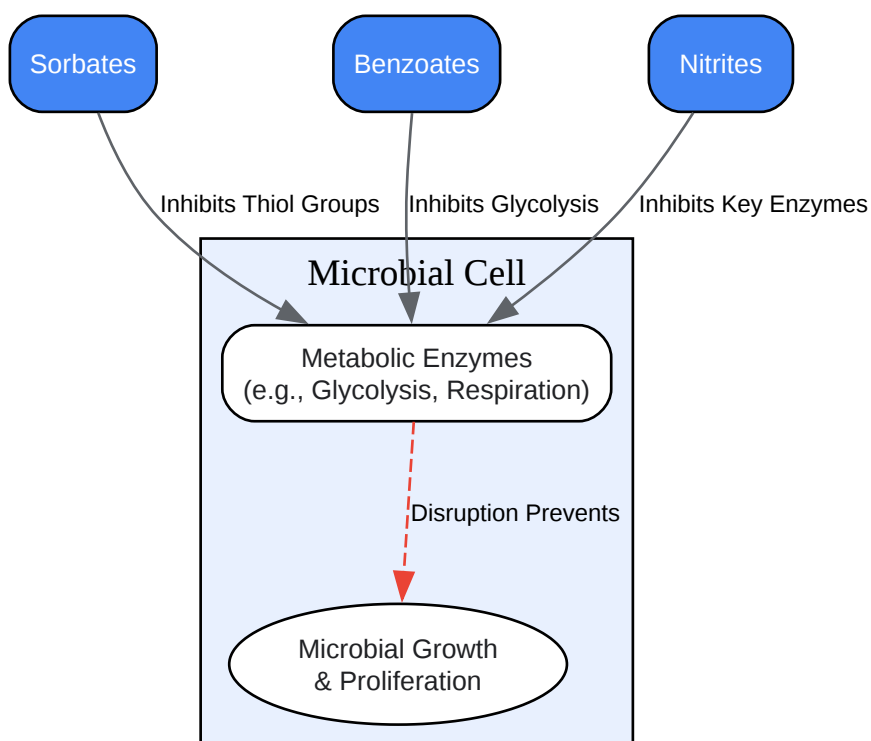 Sorbates
Benzoates
Nitrites
Inhibits Thiol Groups
Inhibits Glycolysis
Inhibits Key Enzymes
Microbial Cell
Metabolic Enzymes
(e.g., Glycolysis, Respiration)
Disruption Prevents
Microbial Growth
& Proliferation